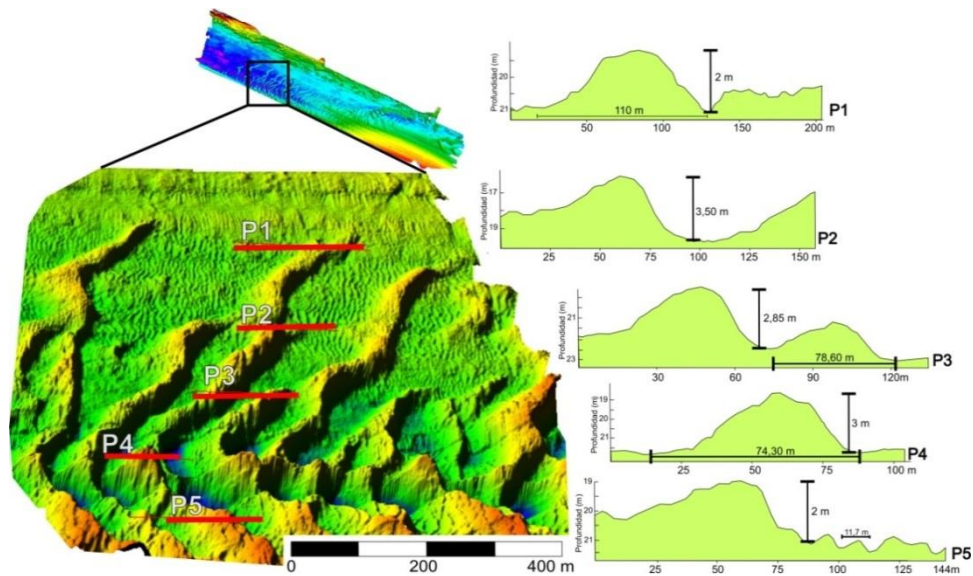 P1
P2
P3
P4
P5
0 200 400 m
Profundidad (m)
20
21
2 m
110 m
50 100 150 200 m
P1
Profundidad (m)
17
19
3,50 m
25 50 75 100 125 150 m
P2
Profundidad (m)
21
23
2,85 m
78,60 m
30 60 90 120m
P3
Profundidad (m)
19
20
21
3 m
74,30 m
25 50 75 100 m
P4
Profundidad (m)
19
20
21
2 m
11,7 m
25 50 75 100 125 144m
P5